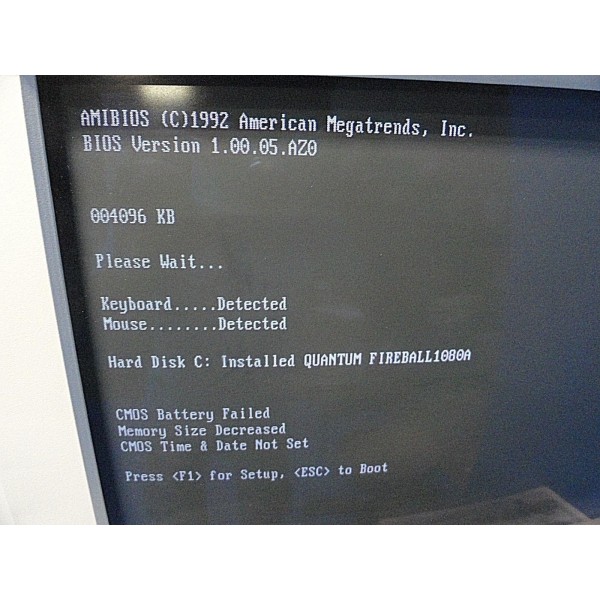 AMIBIOS (C)1992 American Megatrends, Inc.
BIOS Version 1.00.05.AZ0
004096 KB
Please Wait...
Keyboard.....Detected
Mouse........Detected
Hard Disk C: Installed QUANTUM FIREBALL1080A
CMOS Battery Failed
Memory Size Decreased
CMOS Time & Date Not Set
Press <F1> for Setup, <ESC> to Boot